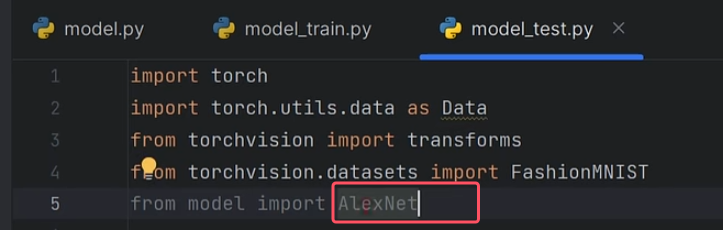 model.py model_train.py model_test.py
1 import torch
2 import torch.utils.data as Data
3 from torchvision import transforms
4 from torchvision.datasets import FashionMNIST
5 from model import AlexNet